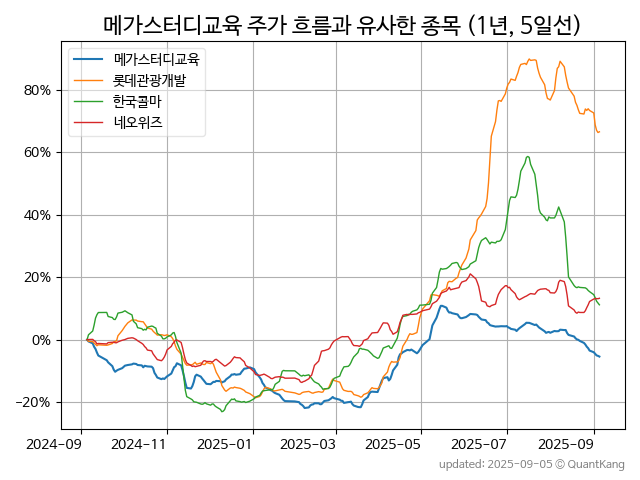 메가스터디교육 주가 흐름과 유사한 종목 (1년, 5일선)
메가스터디교육
롯데관광개발
한국콜마
네오위즈
80%
60%
40%
20%
0%
−20%
2024-09 2024-11 2025-01 2025-03 2025-05 2025-07 2025-09
updated: 2025-09-05 © QuantKang